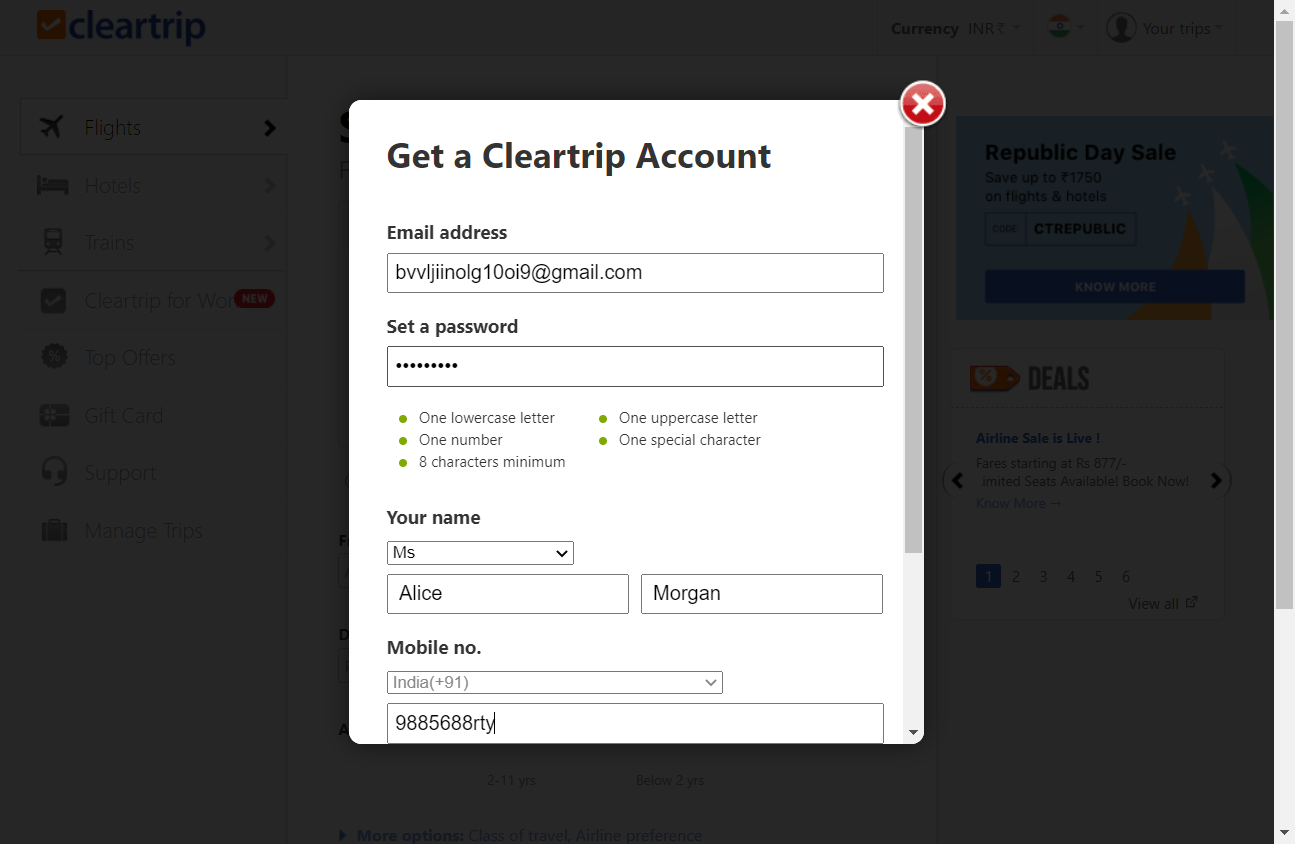 cleartrip
Currency INR₹
Your trips
Flights
Hotels
Trains
Cleartrip for Wor
NEW
Top Offers
Gift Card
Support
Manage Trips
Get a Cleartrip Account
Email address
bvvljiinolg10oi9@gmail.com
Set a password
•••••••••
One lowercase letter
One uppercase letter
One number
One special character
8 characters minimum
Your name
Ms
Alice
Morgan
Mobile no.
India(+91)
9885688rty
2-11 yrs
Below 2 yrs
More options: Class of travel, Airline preference
Republic Day Sale
Save up to ₹1750
on flights & hotels
CODE
CTREPUBLIC
KNOW MORE
DEALS
Airline Sale is Live !
Fares starting at Rs 877/-
imited Seats Available! Book Now!
Know More →
1 2 3 4 5 6
View all